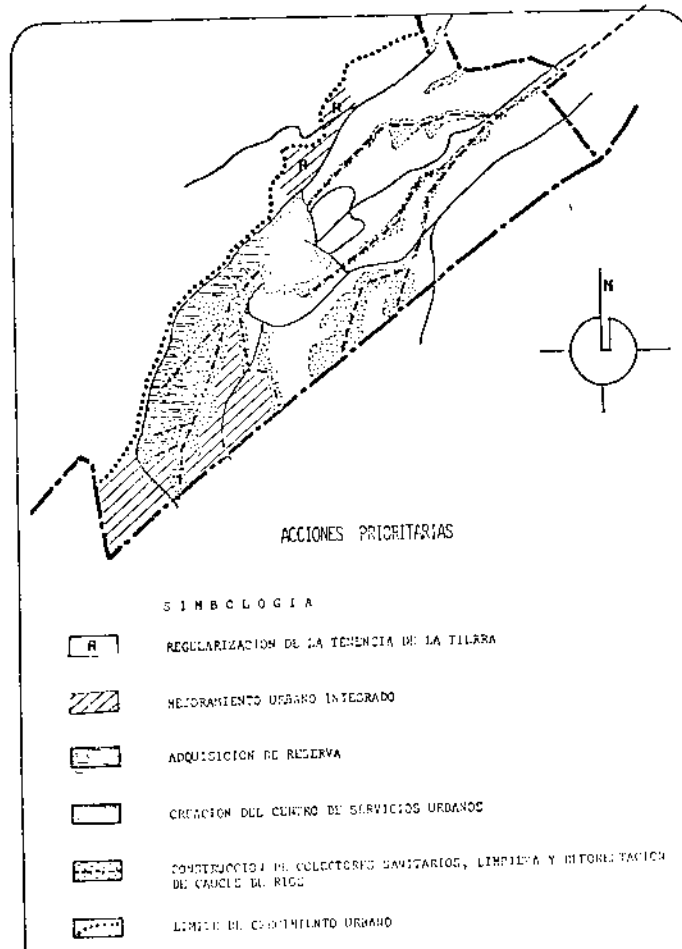 R
R
N
ACCIONES PRIORITARIAS
SIMBOLOGIA
R REGULARIZACION DE LA TENENCIA DE LA TIERRA
MEJORAMIENTO URBANO INTEGRADO
ADQUISICION DE RESERVA
CREACION DEL CENTRO DE SERVICIOS URBANOS
CONSTRUCCION DE COLECTORES SANITARIOS, LIMPIEZA Y
DE CAUCES DE RIOS
LIMITE DE CRECIMIENTO URBANO